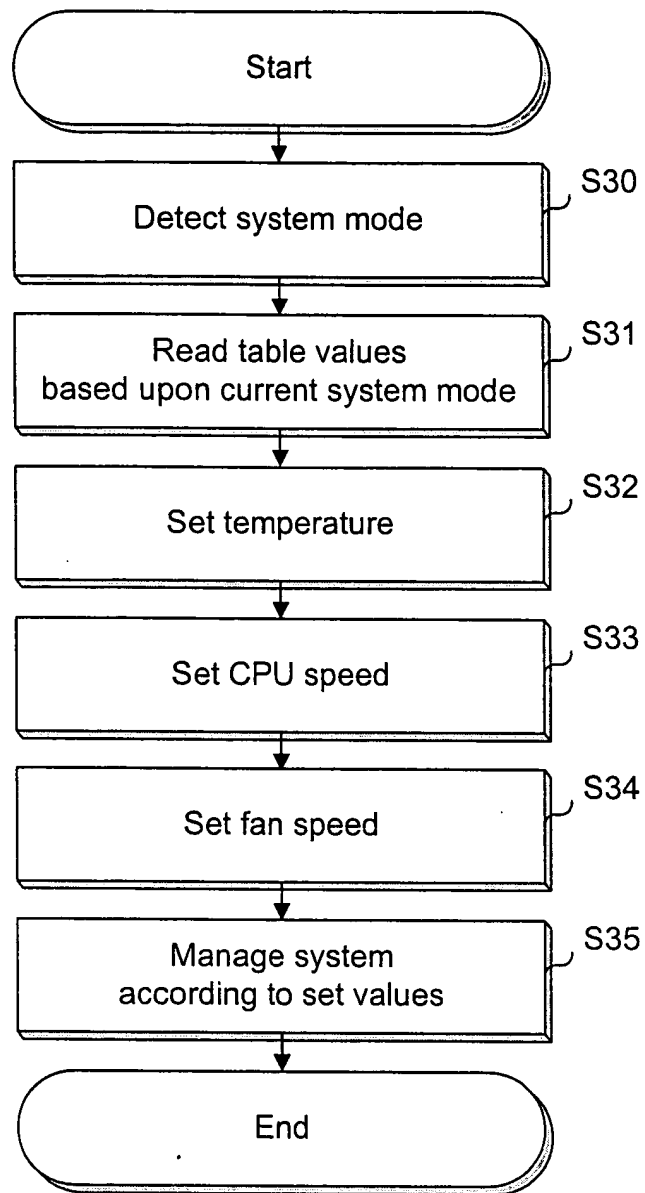 Start
S30
Detect system mode
S31
Read table values
based upon current system mode
S32
Set temperature
S33
Set CPU speed
S34
Set fan speed
S35
Manage system
according to set values
End